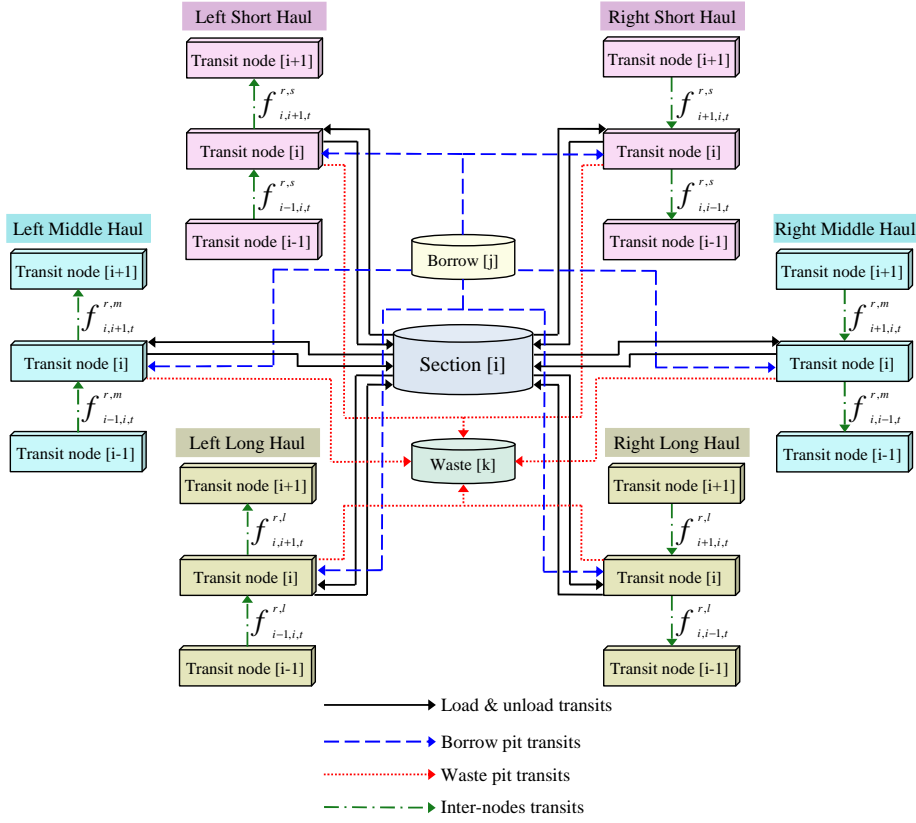 Left Short Haul
Right Short Haul
Transit node [i+1]
Transit node [i+1]
f r,s i,i+1,t
f r,s i+1,i,t
Transit node [i]
Transit node [i]
f r,s i-1,i,t
f r,s i,i-1,t
Left Middle Haul
Transit node [i-1]
Transit node [i-1]
Right Middle Haul
Borrow [j]
Transit node [i+1]
Transit node [i+1]
f r,m i,i+1,t
f r,m i+1,i,t
Transit node [i]
Section [i]
Transit node [i]
f r,m i-1,i,t
f r,m i,i-1,t
Left Long Haul
Right Long Haul
Transit node [i-1]
Waste [k]
Transit node [i-1]
Transit node [i+1]
Transit node [i+1]
f r,l i,i+1,t
f r,l i+1,i,t
Transit node [i]
Transit node [i]
f r,l i-1,i,t
f r,l i,i-1,t
Transit node [i-1]
Transit node [i-1]
Load & unload transits
Borrow pit transits
Waste pit transits
Inter-nodes transits